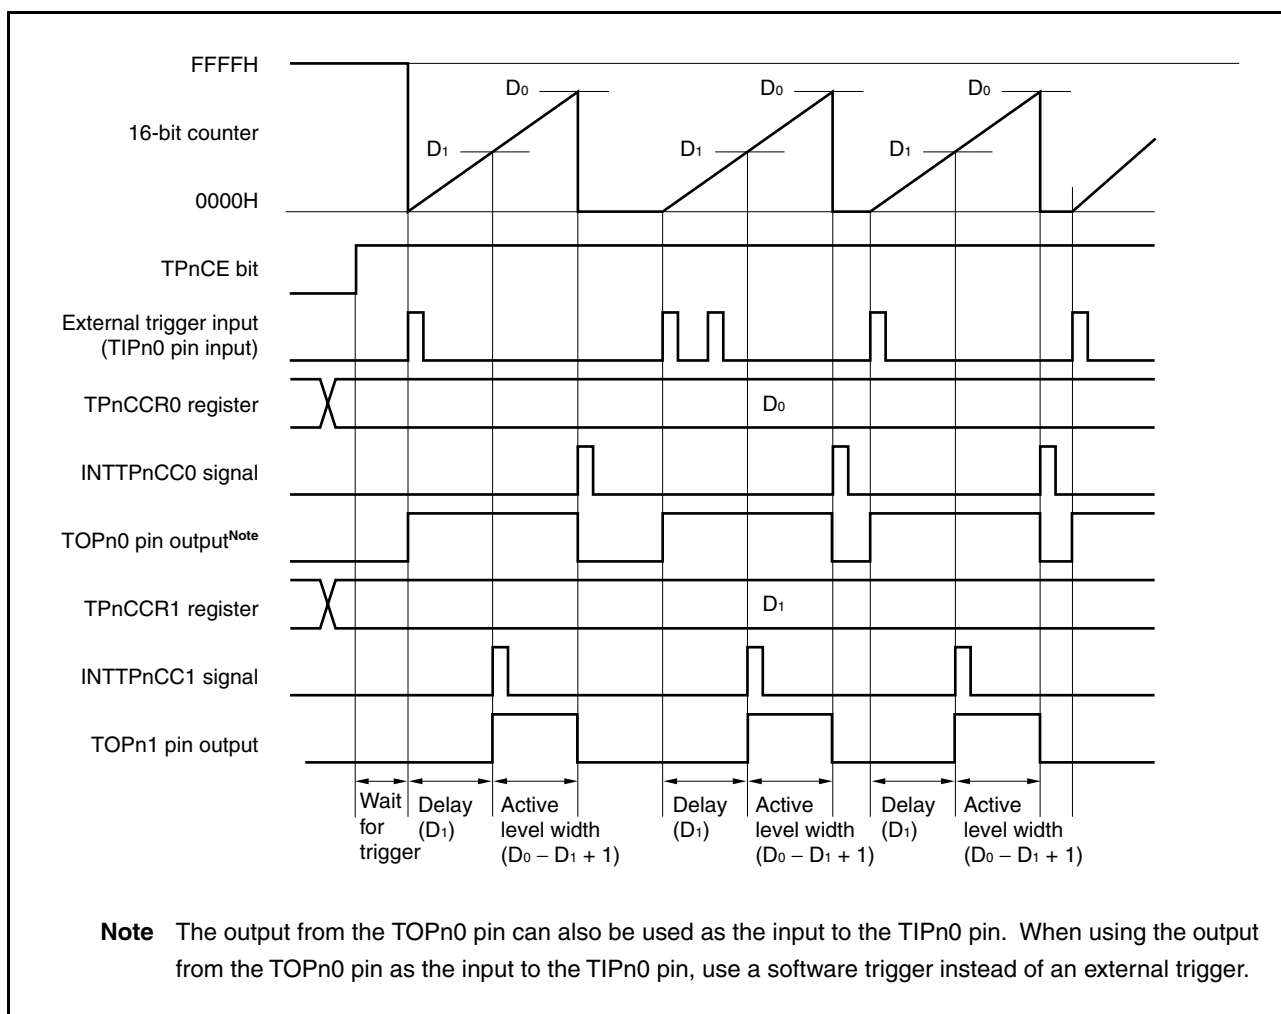 FFFFH
D₀ D₀ D₀
16-bit counter
D₁ D₁ D₁
0000H
TPnCE bit
External trigger input
(TIPn0 pin input)
TPnCCR0 register
D₀
INTTPnCC0 signal
TOPn0 pin output^Note
TPnCCR1 register
D₁
INTTPnCC1 signal
TOPn1 pin output
Wait
for
trigger
Delay
(D₁)
Active
level width
(D₀ − D₁ + 1)
Delay
(D₁)
Active
level width
(D₀ − D₁ + 1)
Delay
(D₁)
Active
level width
(D₀ − D₁ + 1)
Note The output from the TOPn0 pin can also be used as the input to the TIPn0 pin. When using the output
from the TOPn0 pin as the input to the TIPn0 pin, use a software trigger instead of an external trigger.